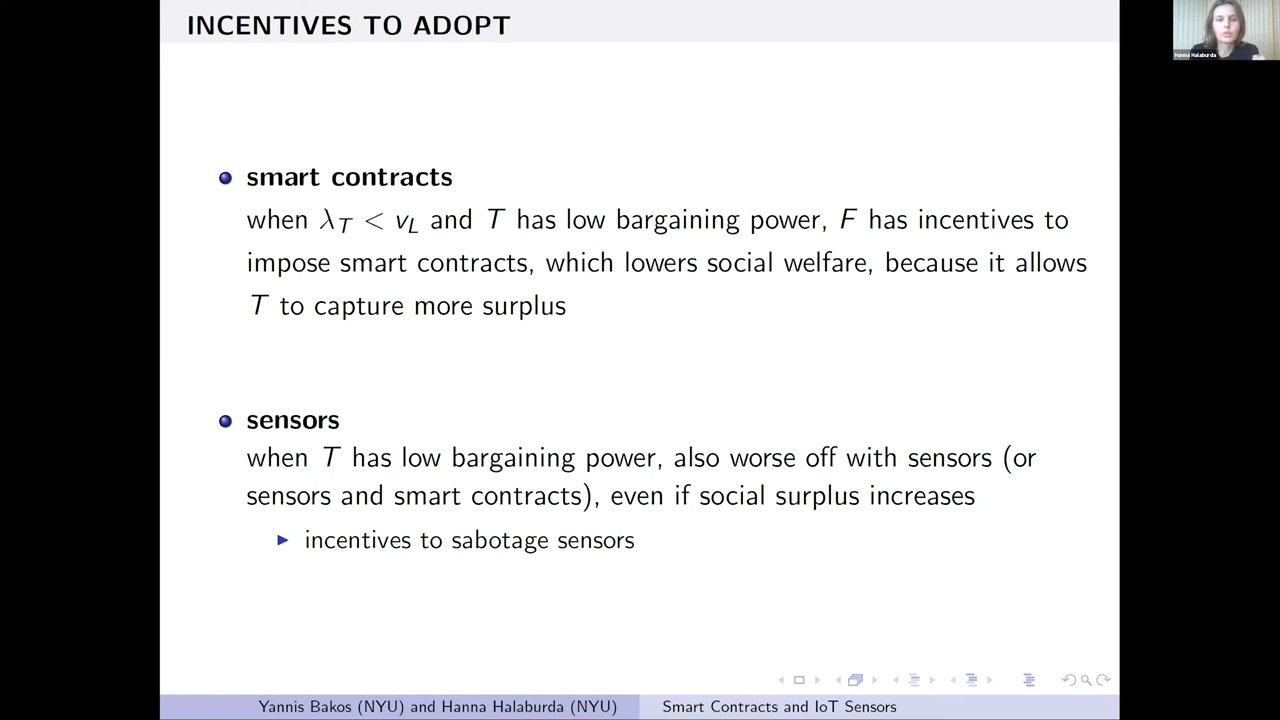 INCENTIVES TO ADOPT
Hanna Halaburda
smart contracts
when λ_T < v_L and T has low bargaining power, F has incentives to
impose smart contracts, which lowers social welfare, because it allows
T to capture more surplus
sensors
when T has low bargaining power, also worse off with sensors (or
sensors and smart contracts), even if social surplus increases
incentives to sabotage sensors
Yannis Bakos (NYU) and Hanna Halaburda (NYU)
Smart Contracts and IoT Sensors